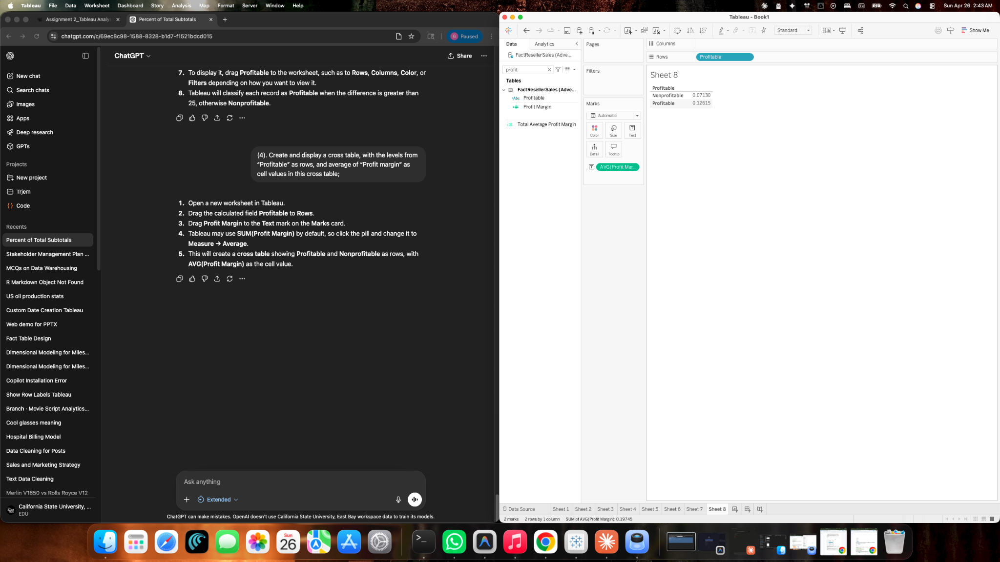 Tableau File Data Worksheet Dashboard Story Analysis Map Format Server Window Help
Sun Apr 26 2:43 AM
Assignment 2_Tableau Analys
Percent of Total Subtotals
chatgpt.com/c/69ec8c98-1588-8328-b1d7-f1521bdcd015
G Paused
ChatGPT
Share
New chat
Search chats
Images
Apps
Deep research
GPTs
Projects
New project
Trjem
Code
Recents
Percent of Total Subtotals
Stakeholder Management Plan ...
MCQs on Data Warehousing
R Markdown Object Not Found
US oil production stats
Custom Date Creation Tableau
Web demo for PPTX
Fact Table Design
Dimensional Modeling for Miles...
Dimensional Modeling for Miles...
Copilot Installation Error
Show Row Labels Tableau
Branch · Movie Script Analytics...
Cool glasses meaning
Hospital Billing Model
Data Cleaning for Posts
Sales and Marketing Strategy
Text Data Cleaning
Merlin V1650 vs Rolls Royce V12
California State University, ...
EDU
7. To display it, drag Profitable to the worksheet, such as to Rows, Columns, Color, or
Filters depending on how you want to view it.
8. Tableau will classify each record as Profitable when the difference is greater than
25, otherwise Nonprofitable.
(4). Create and display a cross table, with the levels from
“Profitable” as rows, and average of “Profit margin” as
cell values in this cross table;
1. Open a new worksheet in Tableau.
2. Drag the calculated field Profitable to Rows.
3. Drag Profit Margin to the Text mark on the Marks card.
4. Tableau may use SUM(Profit Margin) by default, so click the pill and change it to
Measure → Average.
5. This will create a cross table showing Profitable and Nonprofitable as rows, with
AVG(Profit Margin) as the cell value.
Ask anything
Extended
ChatGPT can make mistakes. OpenAI doesn't use California State University, East Bay workspace data to train its models.
Tableau - Book1
Standard
Show Me
Data
Analytics
FactResellerSales (Adve...
profit
Tables
FactResellerSales (Adve...
Abc Profitable
Profit Margin
Total Average Profit Margin
Pages
Filters
Marks
Automatic
Color
Size
Text
Detail
Tooltip
AVG(Profit Mar..
Columns
Rows
Profitable
Sheet 8
Profitable
Nonprofitable 0.07130
Profitable 0.12615
Data Source
Sheet 1
Sheet 2
Sheet 3
Sheet 4
Sheet 5
Sheet 6
Sheet 7
Sheet 8
2 marks
2 rows by 1 column
SUM of AVG(Profit Margin): 0.19745
Sun
26